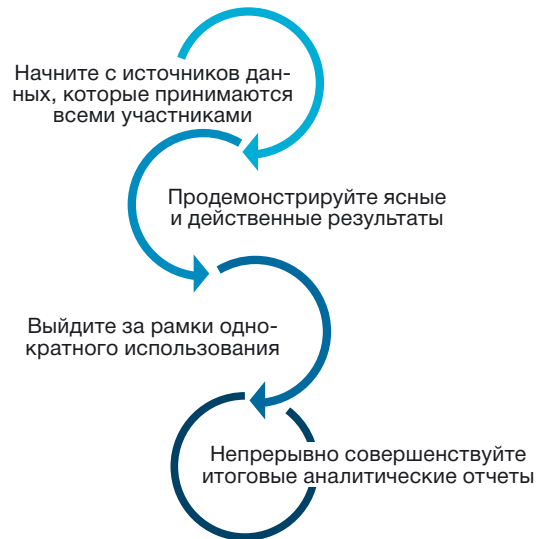 Начните с источников дан-
ных, которые принимаются
всеми участниками
Продемонстрируйте ясные
и действенные результаты
Выйдите за рамки одно-
кратного использования
Непрерывно совершенствуйте
итоговые аналитические отчеты